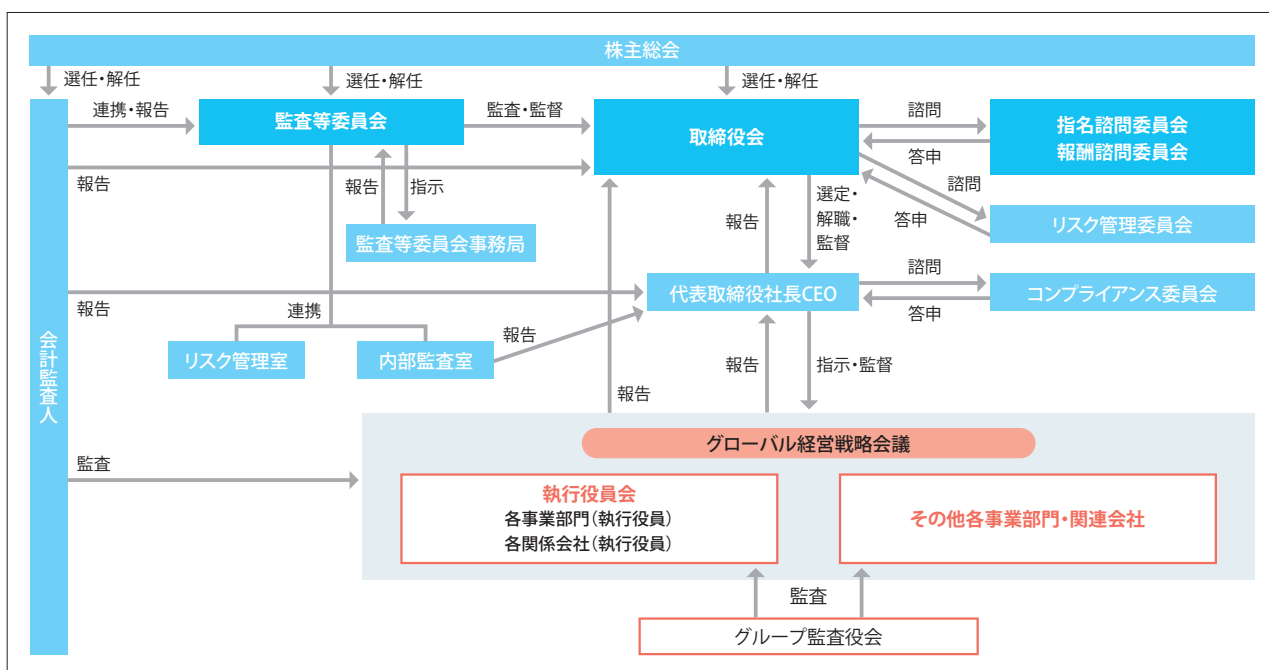 株主総会
選任・解任
選任・解任
選任・解任
会計監査人
連携・報告
監査等委員会
監査・監督
取締役会
諮問
答申
指名諮問委員会
報酬諮問委員会
報告
報告
指示
監査等委員会事務局
報告
選定・
解職・
監督
諮問
答申
リスク管理委員会
報告
代表取締役社長CEO
諮問
答申
コンプライアンス委員会
連携
リスク管理室
内部監査室
報告
報告
報告
指示・監督
監査
グローバル経営戦略会議
執行役員会
各事業部門(執行役員)
各関係会社(執行役員)
その他各事業部門・関連会社
監査
グループ監査役会